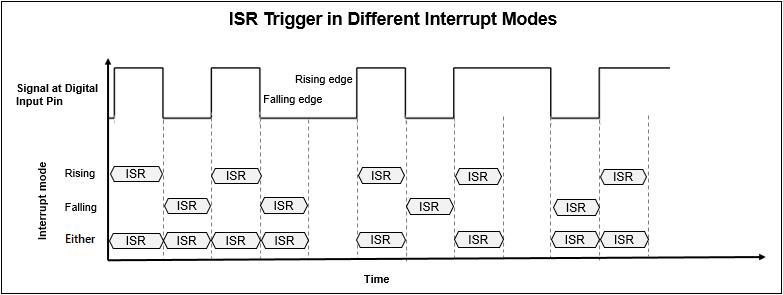 ISR Trigger in Different Interrupt Modes
Signal at Digital
Input Pin
Rising edge
Falling edge
Interrupt mode
Rising
ISR ISR ISR ISR ISR
Falling
ISR ISR ISR ISR
Either
ISR ISR ISR ISR ISR ISR ISR ISR
Time